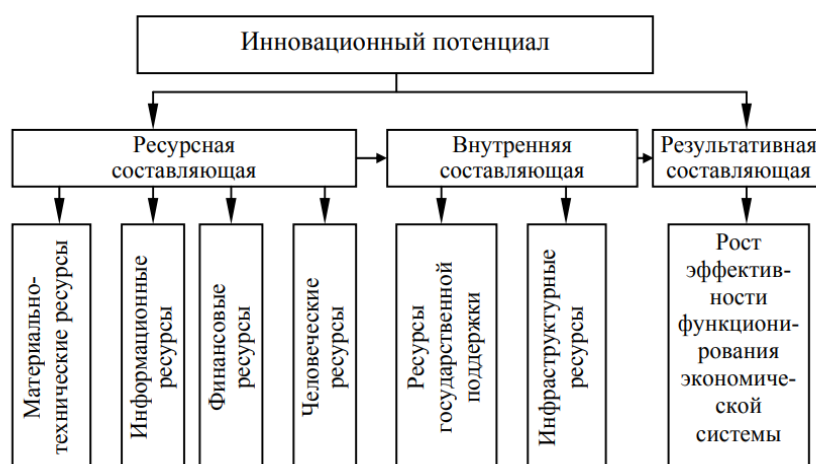 Инновационный потенциал
Ресурсная
составляющая
Внутренняя
составляющая
Результативная
составляющая
Материально-
технические ресурсы
Информационные
ресурсы
Финансовые
ресурсы
Человеческие
ресурсы
Ресурсы
государственной
поддержки
Инфраструктурные
ресурсы
Рост
эффектив-
ности
функциони-
рования
экономиче-
ской
системы